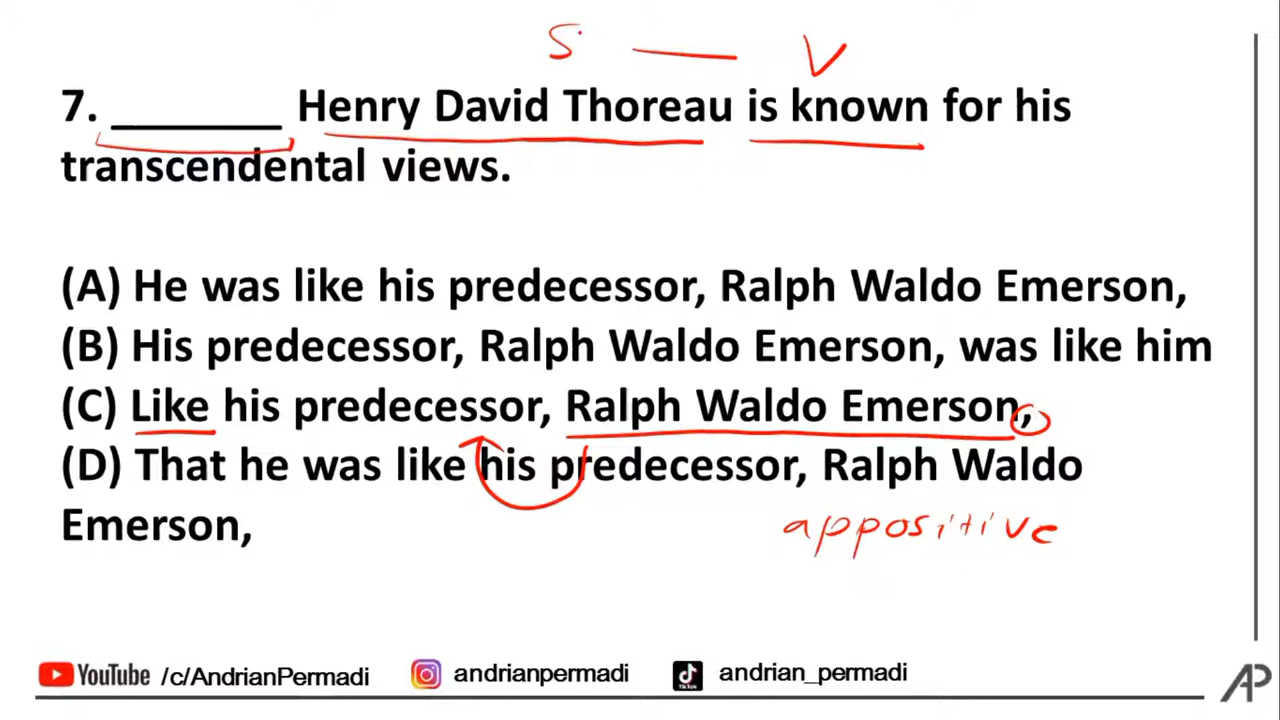 S V
7. _______ Henry David Thoreau is known for his
transcendental views.
(A) He was like his predecessor, Ralph Waldo Emerson,
(B) His predecessor, Ralph Waldo Emerson, was like him
(C) Like his predecessor, Ralph Waldo Emerson,
(D) That he was like his predecessor, Ralph Waldo
Emerson,
appositive
YouTube /c/AndrianPermadi andrianpermadi TikTok andrian_permadi AP